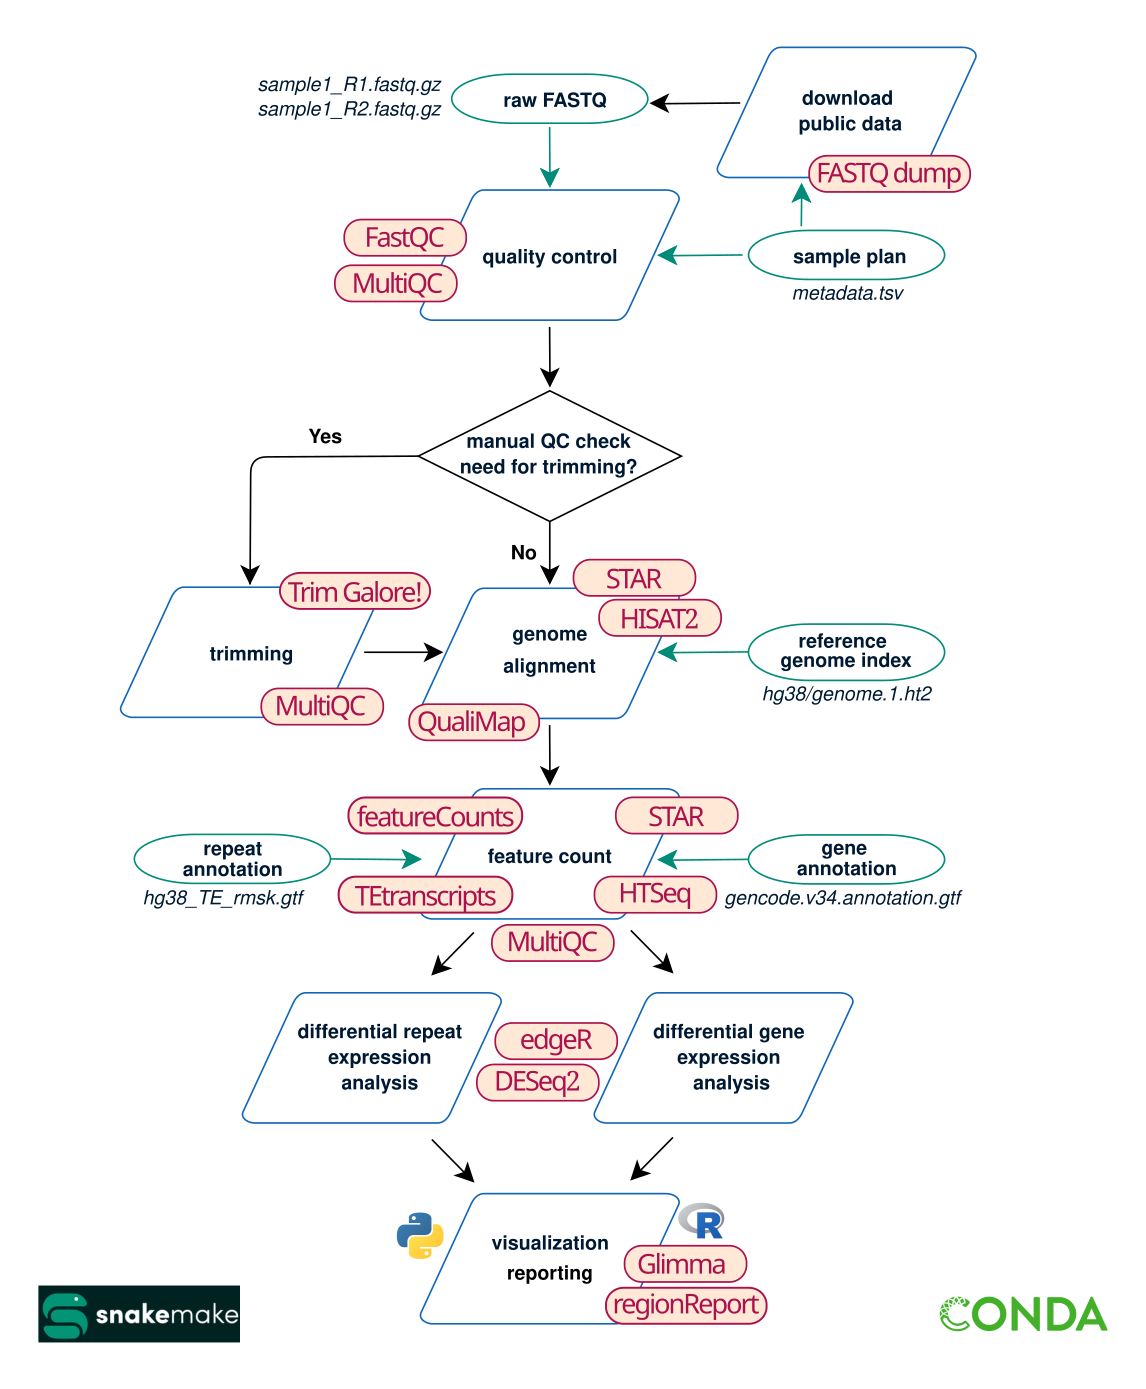 sample1_R1.fastq.gz
sample1_R2.fastq.gz
raw FASTQ
download
public data
FASTQ dump
FastQC
MultiQC
quality control
sample plan
metadata.tsv
manual QC check
need for trimming?
Yes
No
Trim Galore!
trimming
MultiQC
STAR
HISAT2
genome
alignment
QualiMap
reference
genome index
hg38/genome.1.ht2
featureCounts
STAR
feature count
TEtranscripts
HTSeq
MultiQC
repeat
annotation
hg38_TE_rmsk.gtf
gene
annotation
gencode.v34.annotation.gtf
differential repeat
expression
analysis
edgeR
DESeq2
differential gene
expression
analysis
visualization
reporting
R
Glimma
regionReport
snakemake
CONDA